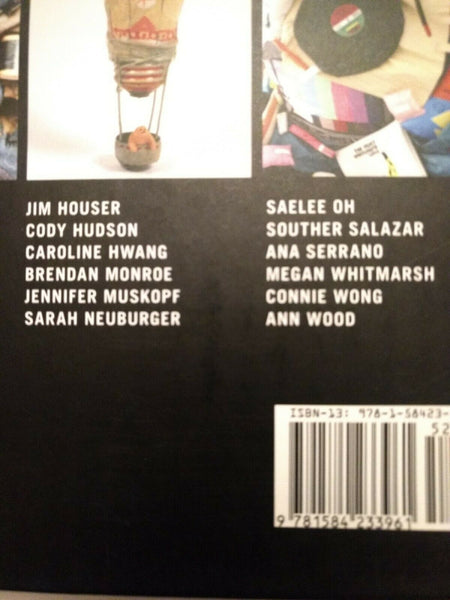 JIM HOUSER
CODY HUDSON
CAROLINE HWANG
BRENDAN MONROE
JENNIFER MUSKOPF
SARAH NEUBURGER
SAELEE OH
SOUTHER SALAZAR
ANA SERRANO
MEGAN WHITMARSH
CONNIE WONG
ANN WOOD
ISBN-13: 978-1-58423-
52
9 781584 233961